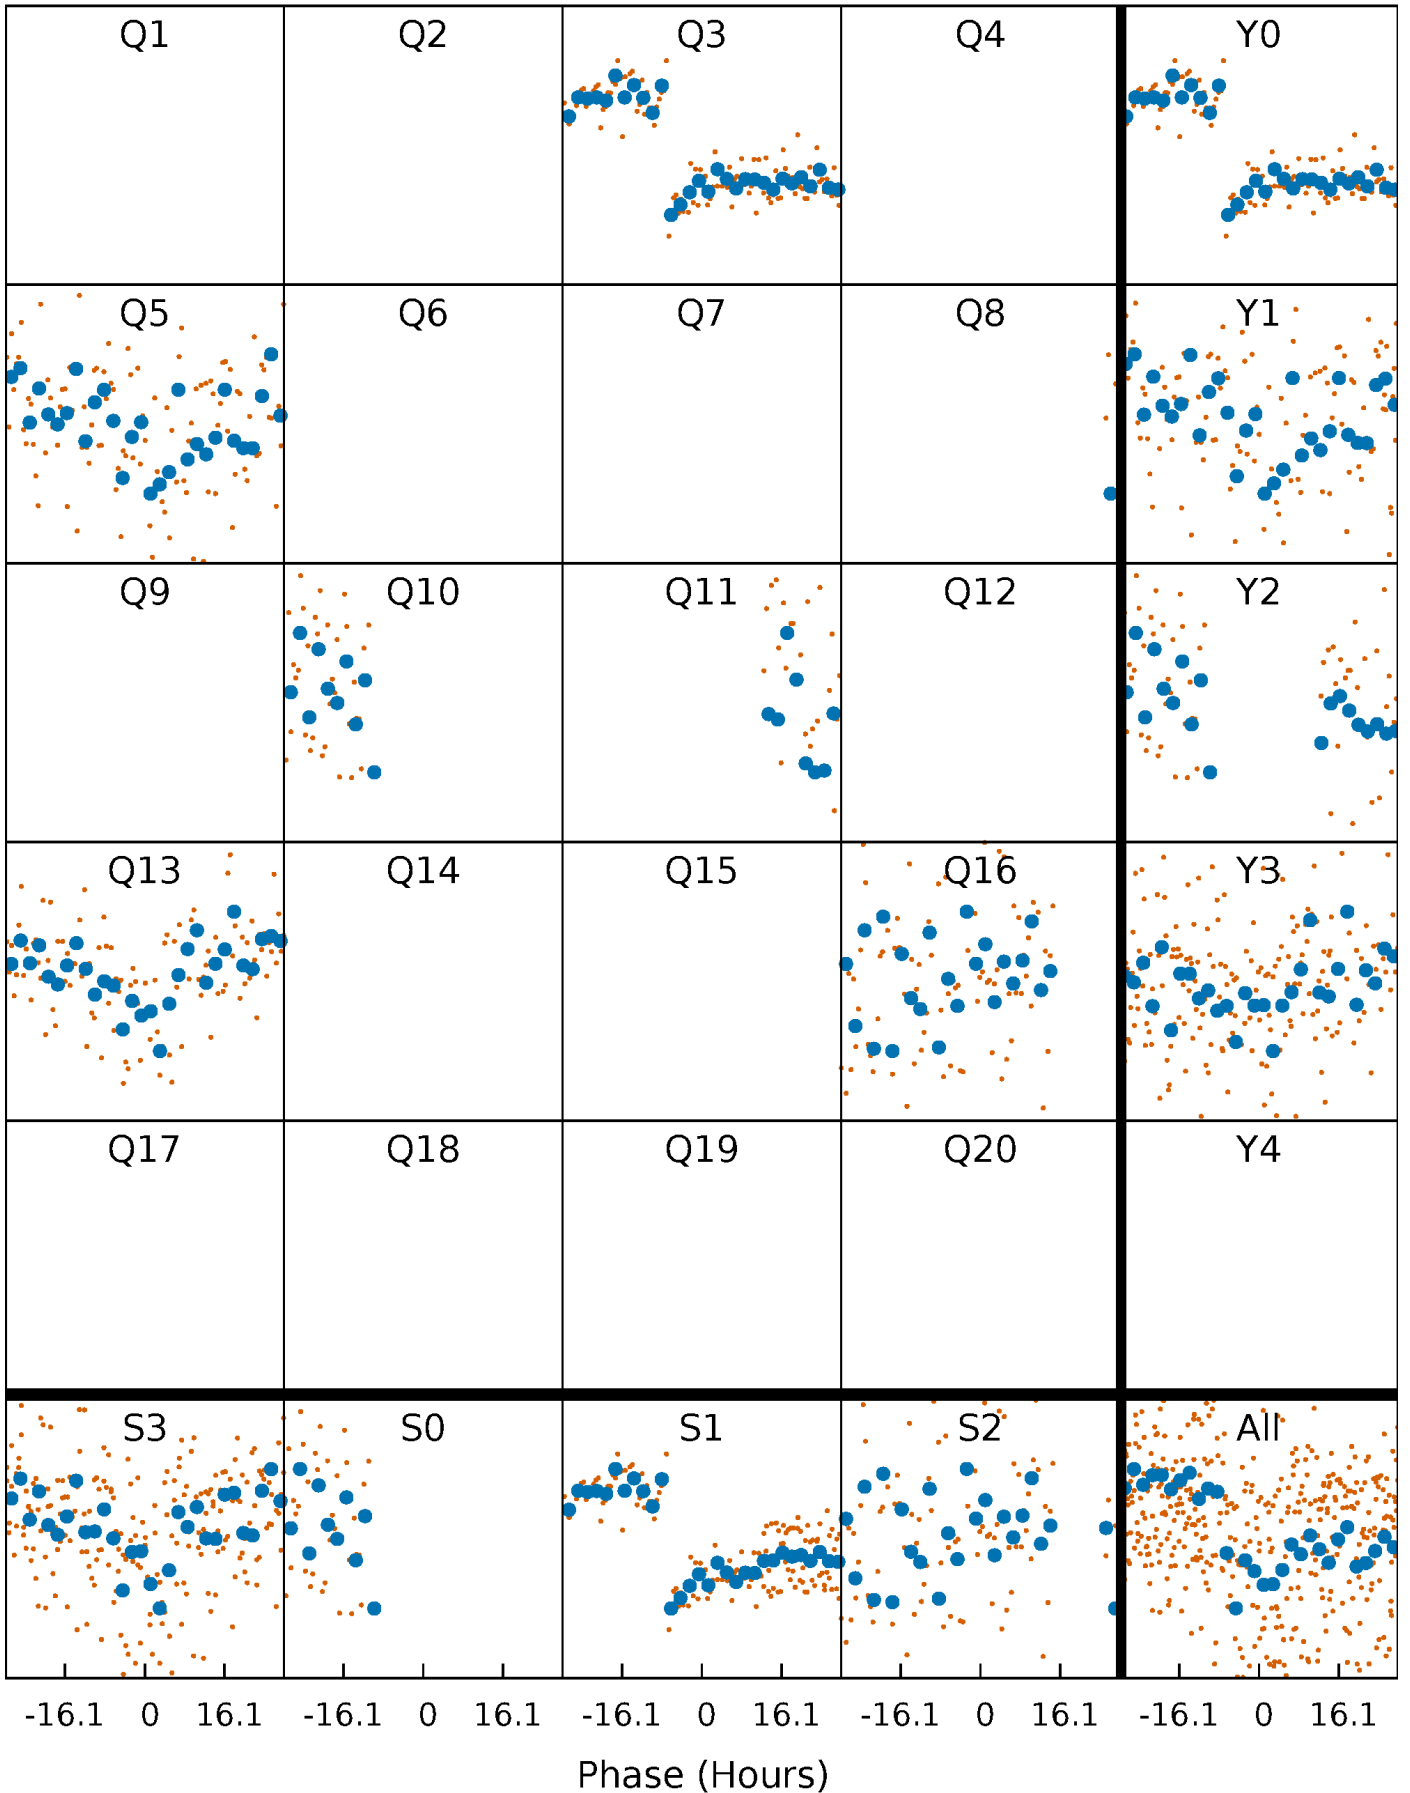 Q1 Q2 Q3 Q4 Y0
Q5 Q6 Q7 Q8 Y1
Q9 Q10 Q11 Q12 Y2
Q13 Q14 Q15 Q16 Y3
Q17 Q18 Q19 Q20 Y4
S3 S0 S1 S2 All
-16.1 0 16.1 -16.1 0 16.1 -16.1 0 16.1 -16.1 0 16.1 -16.1 0 16.1
Phase (Hours)